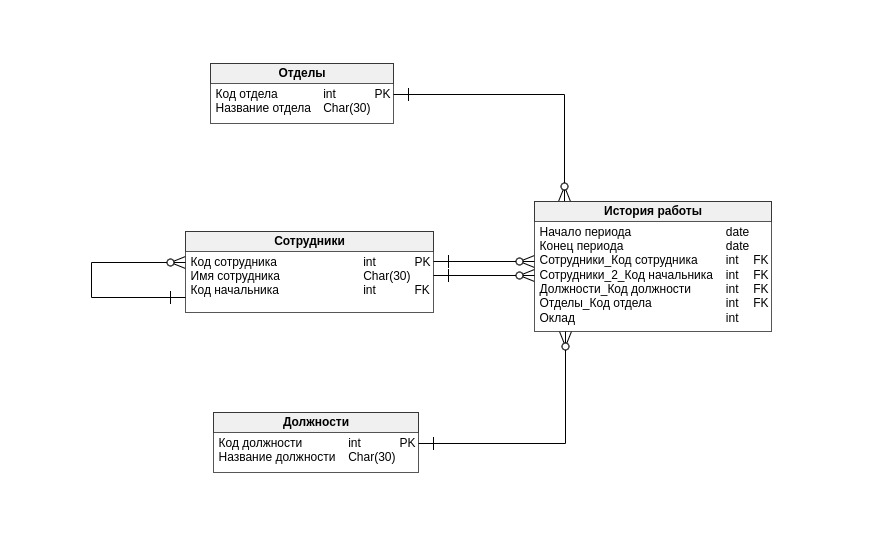 Отделы
Код отдела int PK
Название отдела Char(30)
История работы
Начало периода date
Конец периода date
Сотрудники_Код сотрудника int FK
Сотрудники_2_Код начальника int FK
Должности_Код должности int FK
Отделы_Код отдела int FK
Оклад int
Сотрудники
Код сотрудника int PK
Имя сотрудника Char(30)
Код начальника int FK
Должности
Код должности int PK
Название должности Char(30)